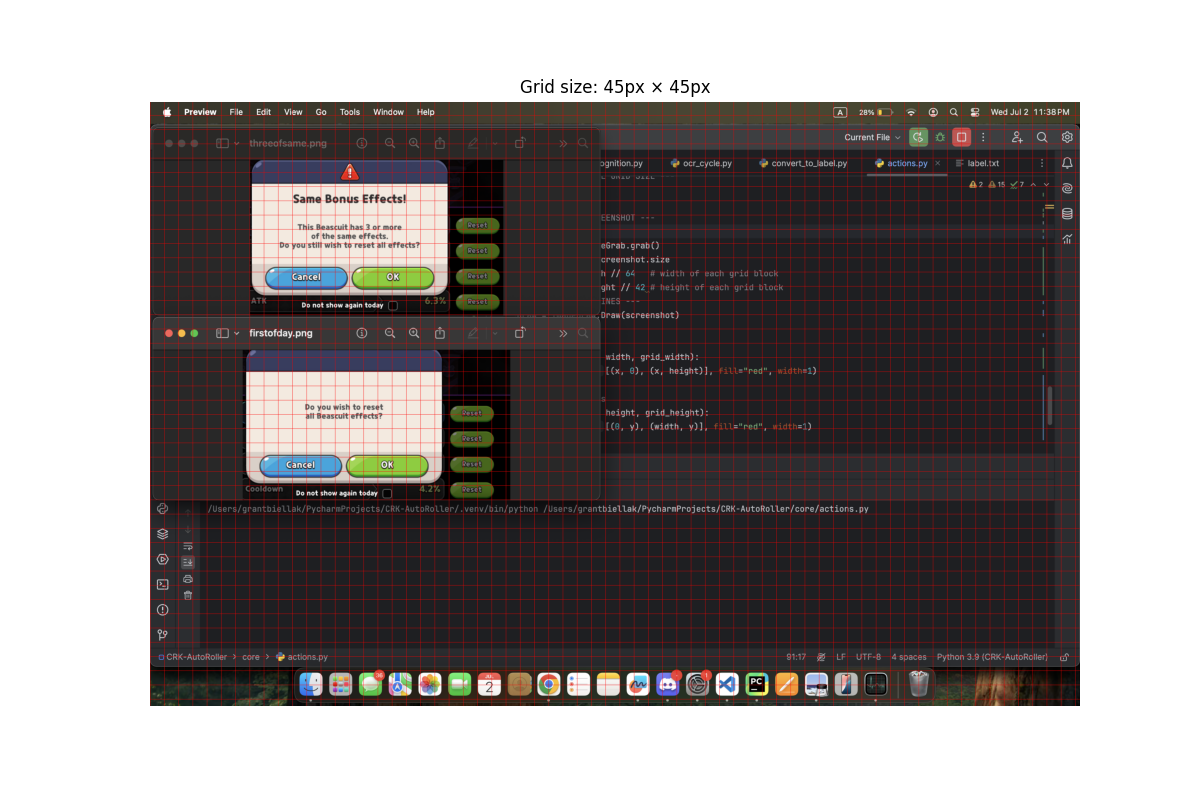 Grid size: 45px × 45px
Preview File Edit View Go Tools Window Help
A 28% Wed Jul 2 11:38 PM
threeofsame.png
Current File
ognition.py ocr_cycle.py convert_to_label.py actions.py × label.txt
2 15 7
Same Bonus Effects!
This Beascuit has 3 or more
of the same effects.
Do you still wish to reset all effects?
Cancel OK
ATK 6.3%
Do not show again today
Reset
Reset
Reset
Reset
EENSHOT ---
eGrab.grab()
creenshot.size
h // 64 # width of each grid block
ght // 42 # height of each grid block
INES ---
Draw(screenshot)
width, grid_width):
[(x, 0), (x, height)], fill="red", width=1)
s
height, grid_height):
[(0, y), (width, y)], fill="red", width=1)
firstofday.png
Do you wish to reset
all Beascuit effects?
Cancel OK
Cooldown 4.2%
Do not show again today
Reset
Reset
Reset
Reset
/Users/grantbiellak/PycharmProjects/CRK-AutoRoller/.venv/bin/python /Users/grantbiellak/PycharmProjects/CRK-AutoRoller/core/actions.py
CRK-AutoRoller > core > actions.py
91:17 LF UTF-8 4 spaces Python 3.9 (CRK-AutoRoller)
2
PC